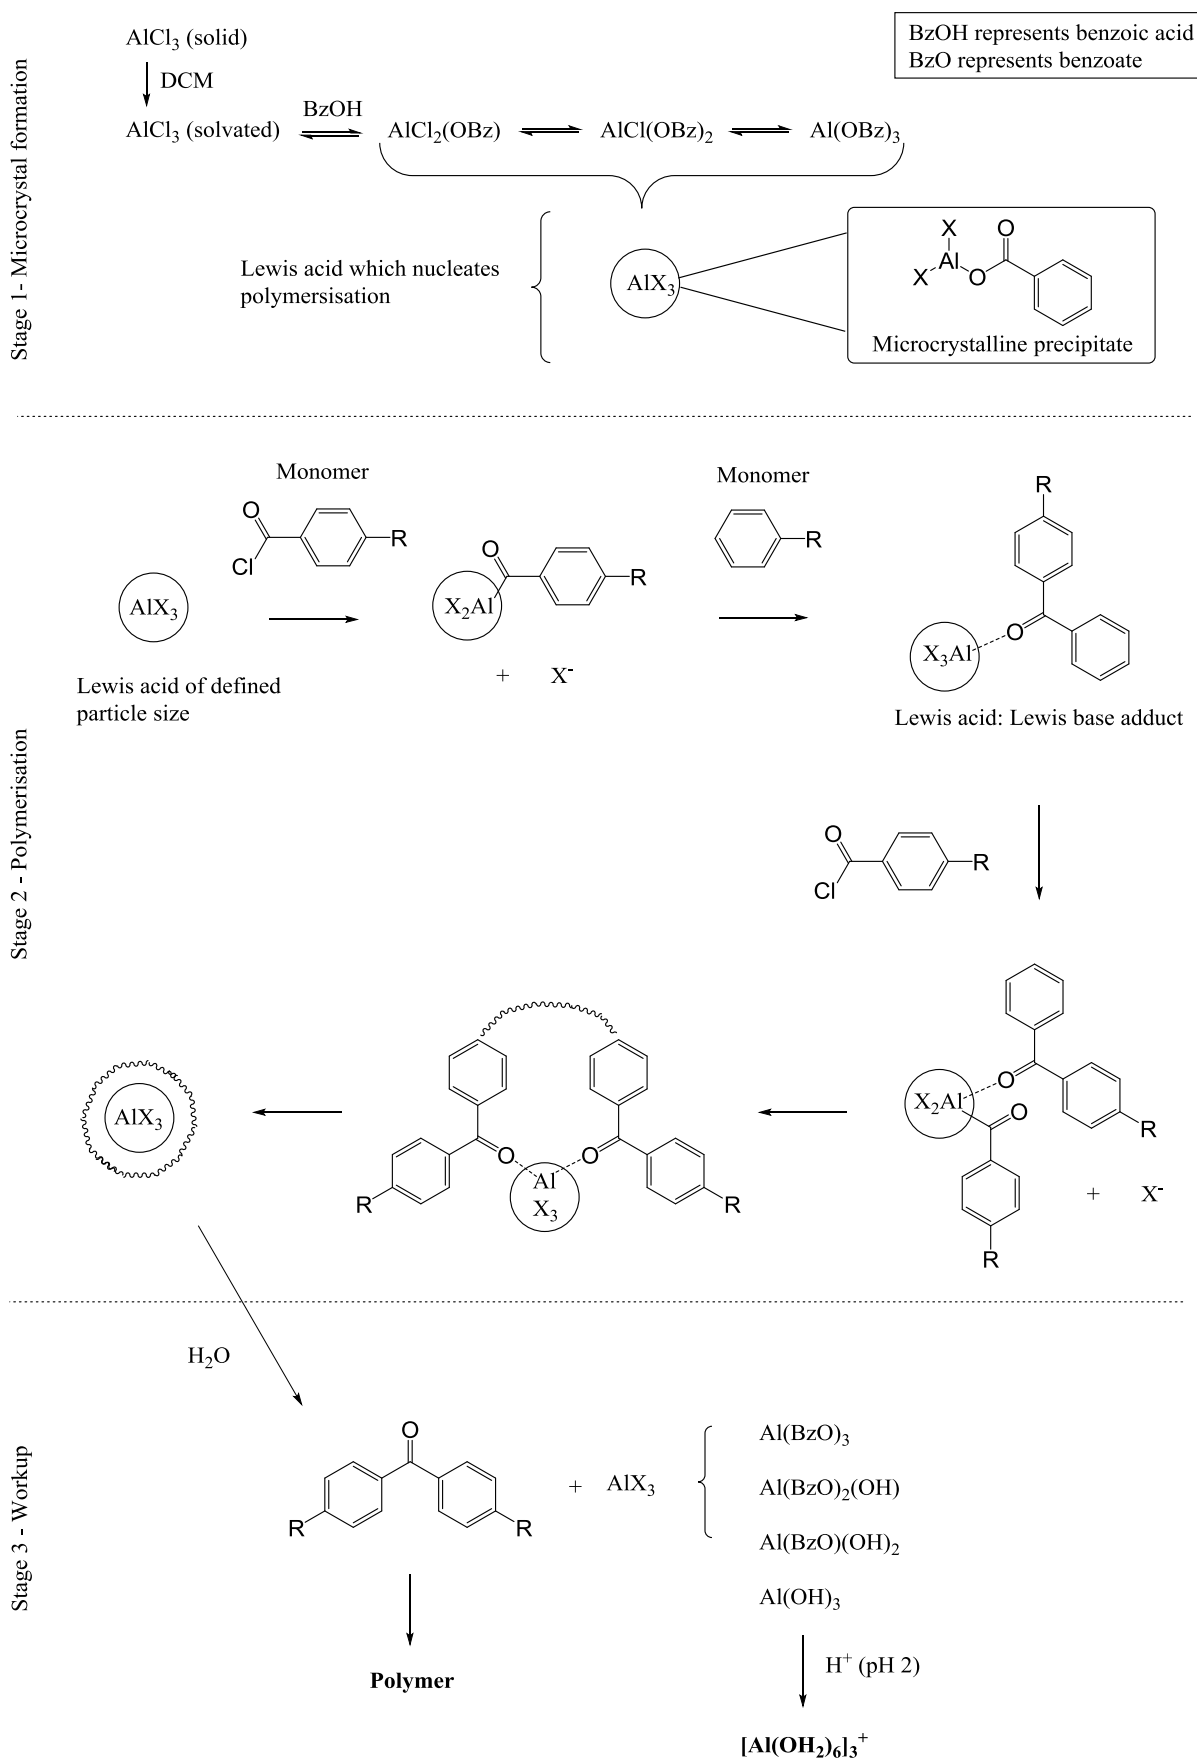 BzOH represents benzoic acid
BzO represents benzoate
Stage 1- Microcrystal formation
AlCl3 (solid)
DCM
AlCl3 (solvated)
BzOH
AlCl2(OBz)
AlCl(OBz)2
Al(OBz)3
Lewis acid which nucleates
polymersisation
AlX3
X
X
Al
O
O
Microcrystalline precipitate
Stage 2 - Polymerisation
Monomer
O
Cl
R
AlX3
Lewis acid of defined
particle size
O
X2Al
R
+ X-
Monomer
R
R
O
X3Al
Lewis acid: Lewis base adduct
O
Cl
R
O
X2Al
O
R
R
+ X-
O
O
Al
X3
R
R
AlX3
H2O
Stage 3 - Workup
O
R
R
+ AlX3
Al(BzO)3
Al(BzO)2(OH)
Al(BzO)(OH)2
Al(OH)3
H+ (pH 2)
Polymer
[Al(OH2)6]3+